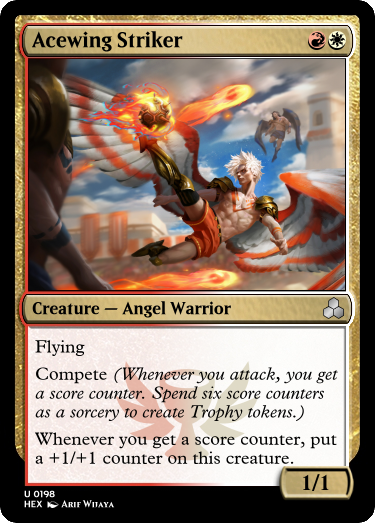 Acewing Striker
Creature — Angel Warrior
Flying
Compete (Whenever you attack, you get
a score counter. Spend six score counters
as a sorcery to create Trophy tokens.)
Whenever you get a score counter, put
a +1/+1 counter on this creature.
1/1
U 0198
HEX Arif Wijaya